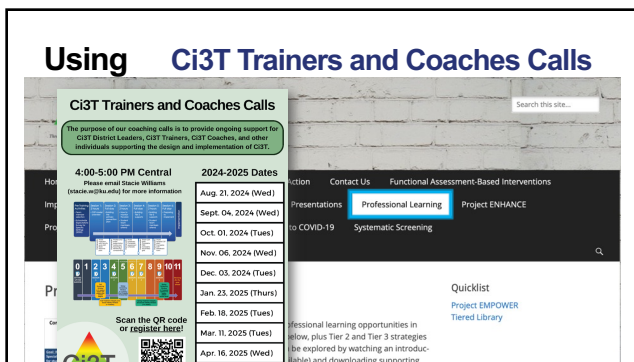 Using Ci3T Trainers and Coaches Calls
Search this site...
Ci3T Trainers and Coaches Calls
The purpose of our coaching calls is to provide ongoing support for
Ci3T District Leaders, Ci3T Trainers, Ci3T Coaches, and other
individuals supporting the design and implementation of Ci3T.
4:00-5:00 PM Central
Please email Stacie Williams
(stacie.w@ku.edu) for more information
2024-2025 Dates
Aug. 21, 2024 (Wed)
Sept. 04, 2024 (Wed)
Oct. 01, 2024 (Tues)
Nov. 06, 2024 (Wed)
Dec. 03, 2024 (Tues)
Jan. 23, 2025 (Thurs)
Feb. 18, 2025 (Tues)
Mar. 11, 2025 (Tues)
Apr. 16, 2025 (Wed)
0 1 2 3 4 5 6 7 8 9 10 11
Scan the QR code
or register here!
Ci3T
Action Contact Us Functional Assessment-Based Interventions
Presentations Professional Learning Project ENHANCE
to COVID-19 Systematic Screening
Quicklist
Project EMPOWER
Tiered Library
ofessional learning opportunities in
below, plus Tier 2 and Tier 3 strategies
be explored by watching an introduc-
ilable) and downloading supporting